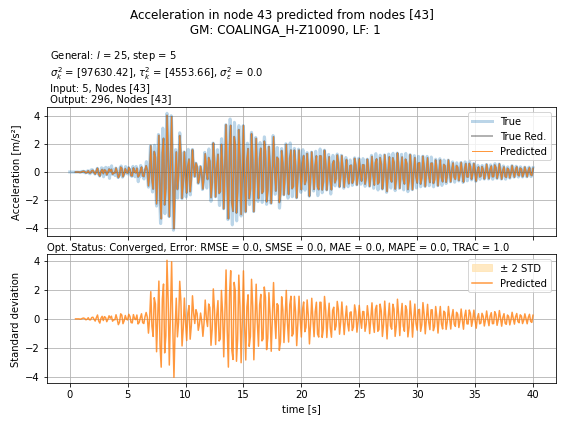 Acceleration in node 43 predicted from nodes [43]
GM: COALINGA_H-Z10090, LF: 1
General: l = 25, step = 5
σ²ₖ = [97630.42], τ²ₖ = [4553.66], σ²ε = 0.0
Input: 5, Nodes [43]
Output: 296, Nodes [43]
Acceleration [m/s²]
4
2
0
−2
−4
True
True Red.
Predicted
Opt. Status: Converged, Error: RMSE = 0.0, SMSE = 0.0, MAE = 0.0, MAPE = 0.0, TRAC = 1.0
Standard deviation
4
2
0
−2
−4
± 2 STD
Predicted
0 5 10 15 20 25 30 35 40
time [s]